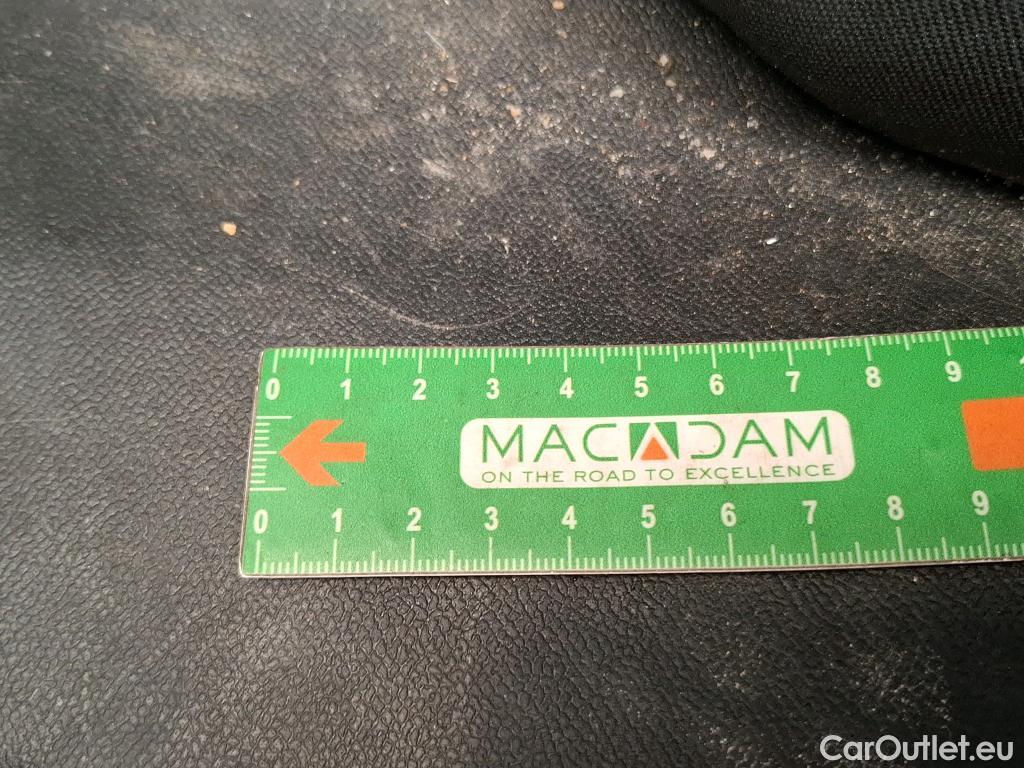 0 1 2 3 4 5 6 7 8 9
MACADAM
ON THE ROAD TO EXCELLENCE
0 1 2 3 4 5 6 7 8 9
CarOutlet.eu